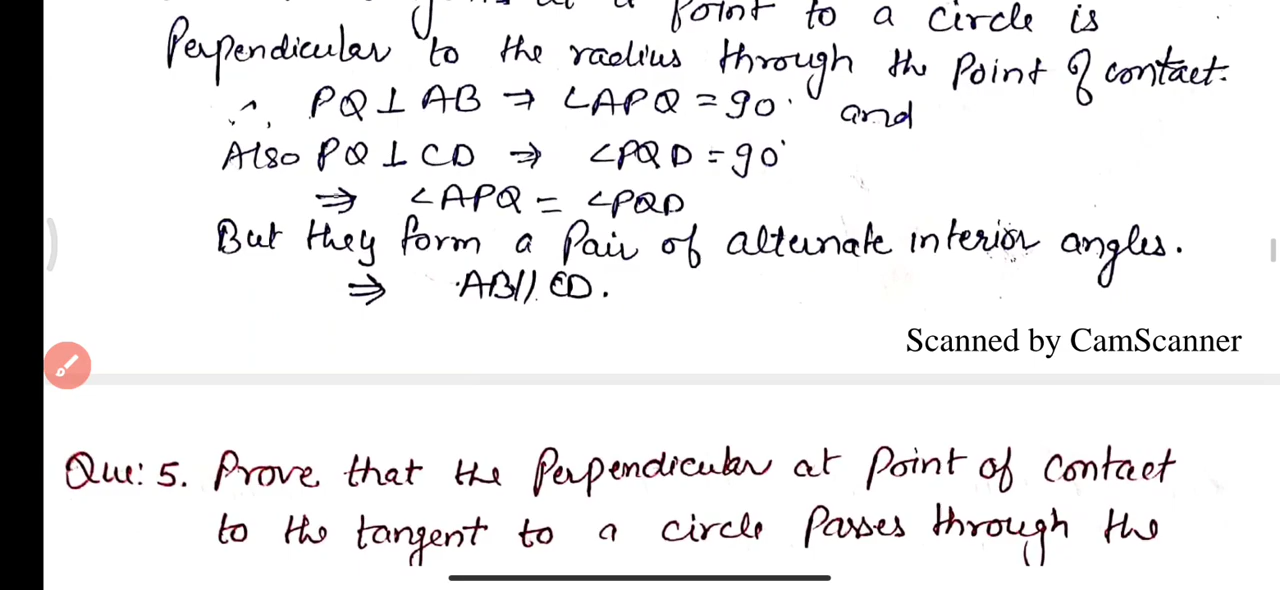 Point to a circle is
Perpendicular to the radius through the point of contact.
∴ PQ ⊥ AB ⇒ ∠APQ = 90° and
Also PQ ⊥ CD ⇒ ∠PQD = 90°
⇒ ∠APQ = ∠PQD
But they form a Pair of alternate interior angles.
⇒ AB // CD.
Scanned by CamScanner
Que: 5. Prove that the Perpendicular at Point of Contact
to the tangent to a circle Passes through the